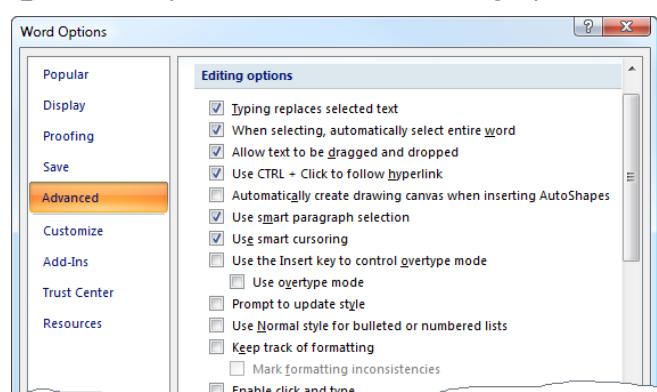 Word Options
Popular
Display
Proofing
Save
Advanced
Customize
Add-Ins
Trust Center
Resources
Editing options
Typing replaces selected text
When selecting, automatically select entire word
Allow text to be dragged and dropped
Use CTRL + Click to follow hyperlink
Automatically create drawing canvas when inserting AutoShapes
Use smart paragraph selection
Use smart cursoring
Use the Insert key to control overtype mode
Use overtype mode
Prompt to update style
Use Normal style for bulleted or numbered lists
Keep track of formatting
Mark formatting inconsistencies
Enable click and type